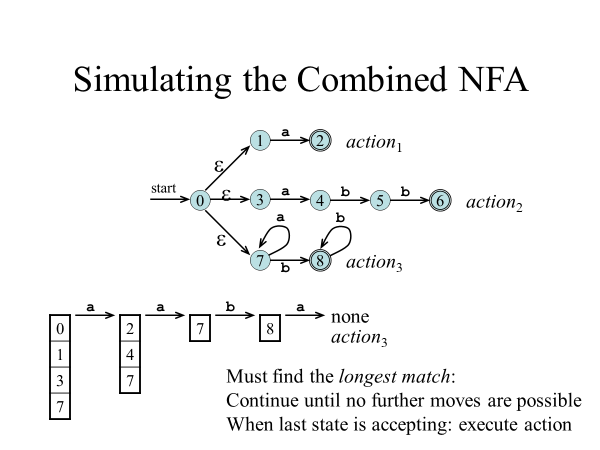 Simulating the Combined NFA
1 a 2 action1
ε
start 0 ε 3 a 4 b 5 b 6 action2
a b
ε 7 b 8 action3
a a b a
none
0 2 7 8
action3
1 4
3 7
7
Must find the longest match:
Continue until no further moves are possible
When last state is accepting: execute action